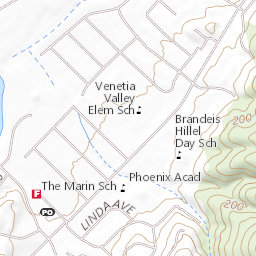 Venetia
Valley
Elem Sch
Brandeis
Hillel
Day Sch
200
200
Phoenix Acad
The Marin Sch
F
PO
LINDA AVE